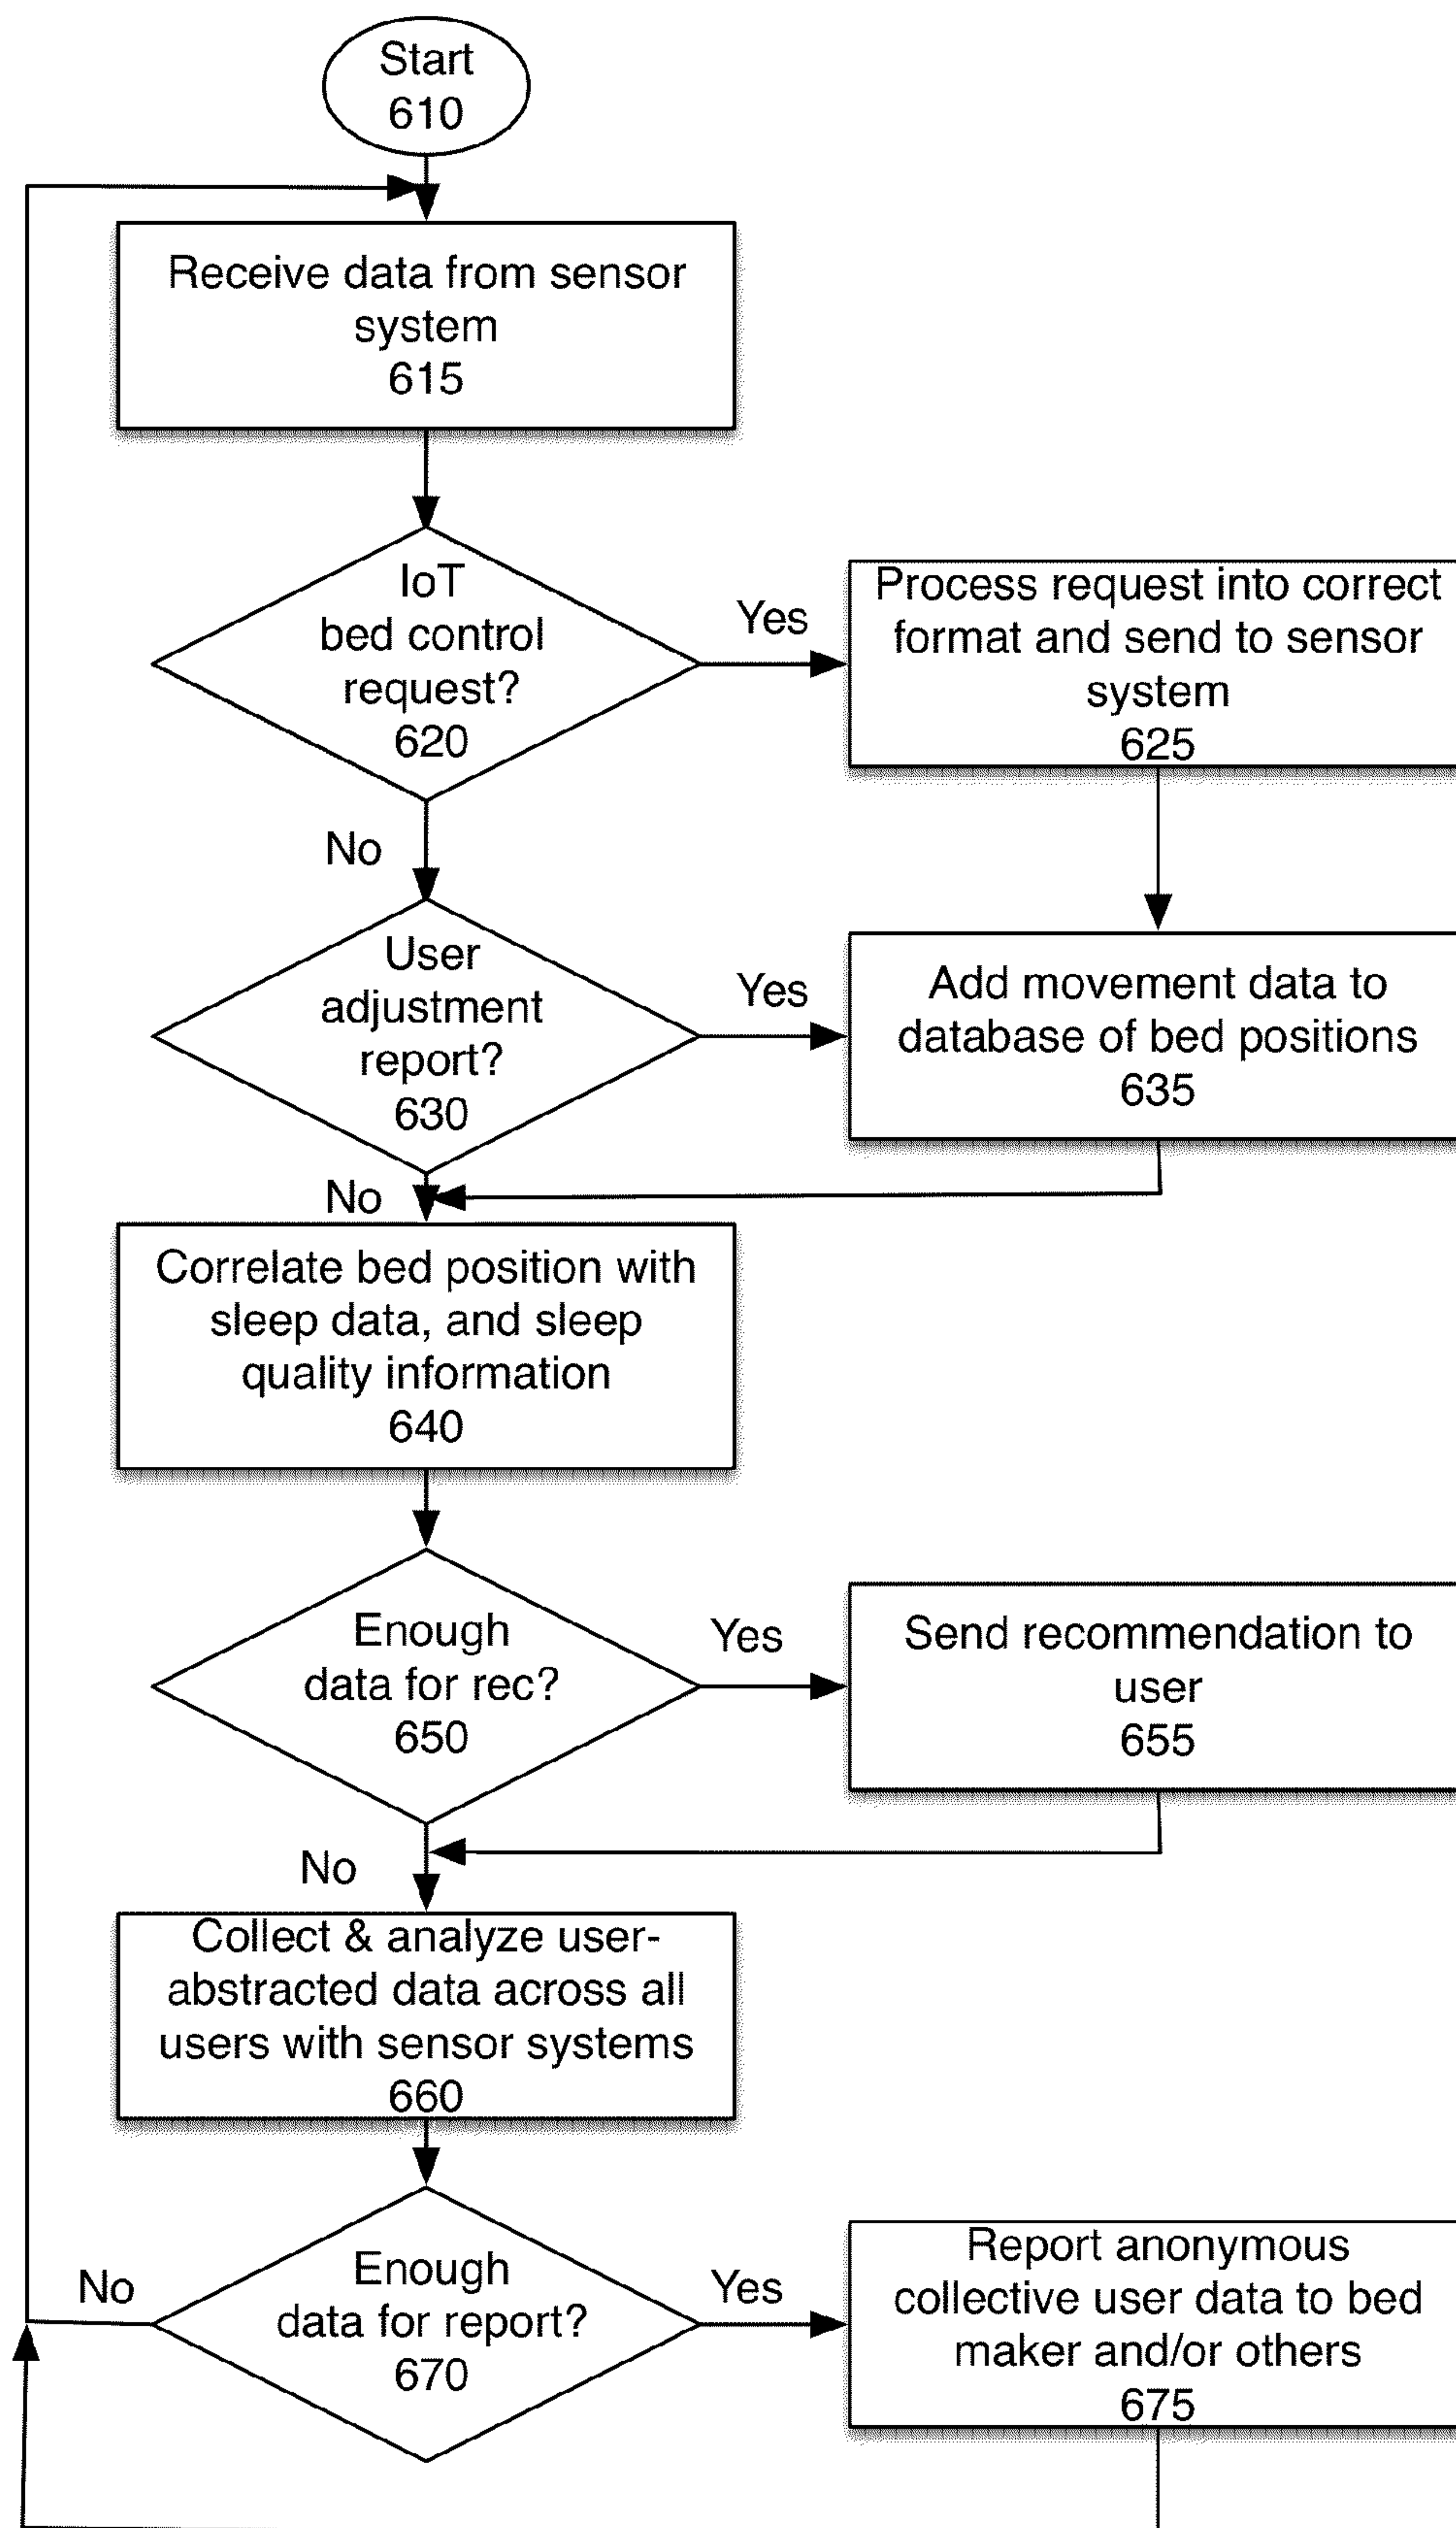 Start
610
Receive data from sensor
system
615
IoT
bed control
request?
620
Yes
Process request into correct
format and send to sensor
system
625
No
User
adjustment
report?
630
Yes
Add movement data to
database of bed positions
635
No
Correlate bed position with
sleep data, and sleep
quality information
640
Enough
data for rec?
650
Yes
Send recommendation to
user
655
No
Collect & analyze user-
abstracted data across all
users with sensor systems
660
No
Enough
data for report?
670
Yes
Report anonymous
collective user data to bed
maker and/or others
675